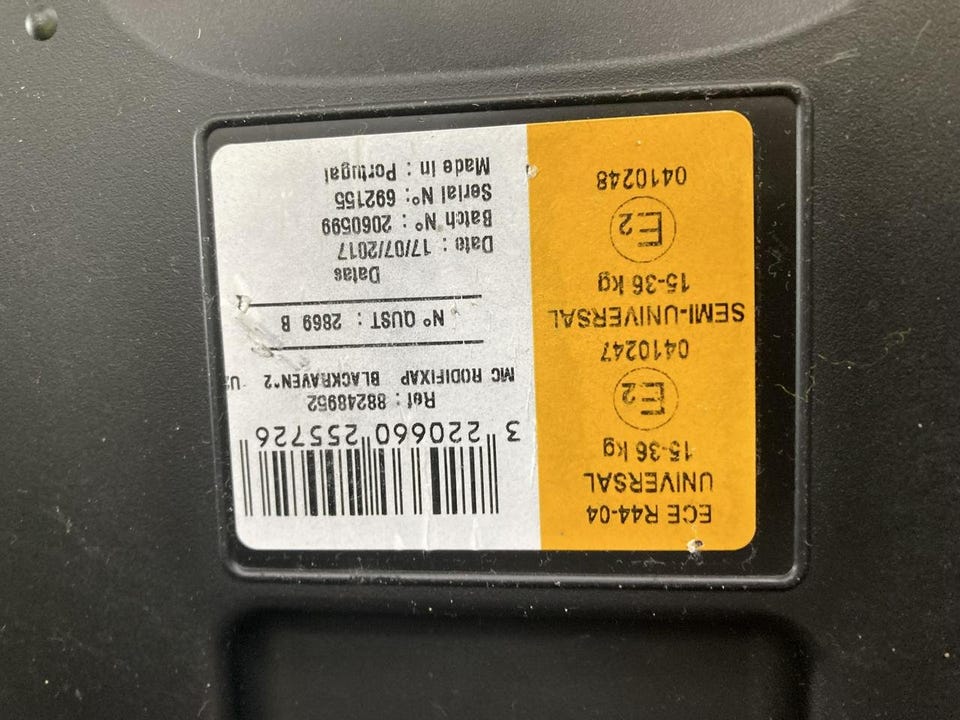 ECE R44-04
UNIVERSAL
15-36 kg
E2
0410247
SEMI-UNIVERSAL
15-36 kg
E2
0410248
3 220660 255726
Ref : 88248952
MC RODIFIXAP BLACKRAVEN*2
N° QUST : 2869 B
Datas
Date : 17/07/2017
Batch N° : 2060599
Serial N°: 692155
Made in : Portugal